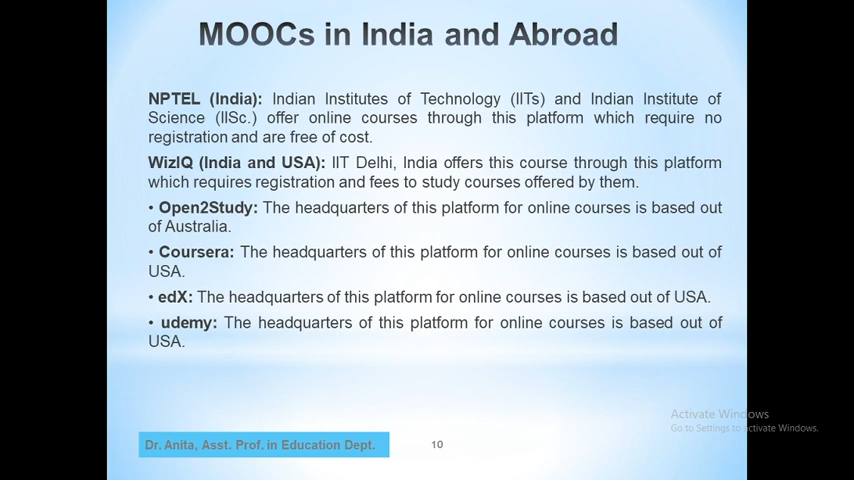 MOOCs in India and Abroad
NPTEL (India): Indian Institutes of Technology (IITs) and Indian Institute of
Science (IISc.) offer online courses through this platform which require no
registration and are free of cost.
WizIQ (India and USA): IIT Delhi, India offers this course through this platform
which requires registration and fees to study courses offered by them.
• Open2Study: The headquarters of this platform for online courses is based out
of Australia.
• Coursera: The headquarters of this platform for online courses is based out of
USA.
• edX: The headquarters of this platform for online courses is based out of USA.
• udemy: The headquarters of this platform for online courses is based out of
USA.
Activate Windows
Go to Settings to activate Windows.
Dr. Anita, Asst. Prof. in Education Dept.
10